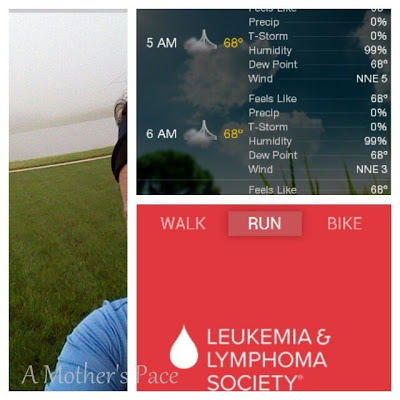 Feels Like 68°
Precip 0%
T-Storm 0%
5 AM 68° Humidity 99%
Dew Point 68°
Wind NNE 5
Feels Like 68°
Precip 0%
T-Storm 0%
6 AM 68° Humidity 99%
Dew Point 68°
Wind NNE 3
Feels Like 68°
WALK RUN BIKE
LEUKEMIA &
LYMPHOMA
SOCIETY®
A Mother's Pace